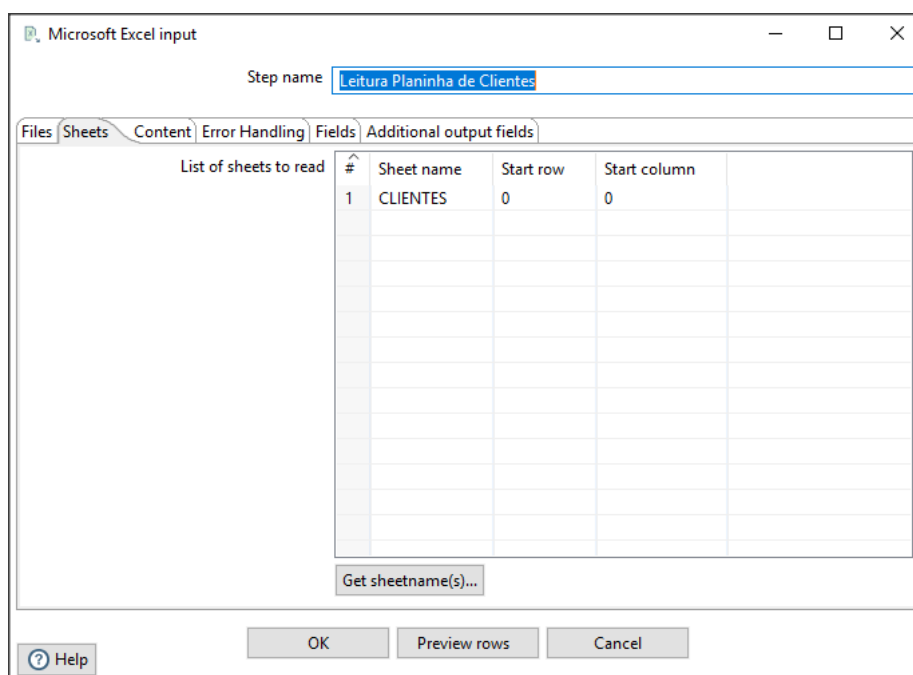 Microsoft Excel input
Step name Leitura Planinha de Clientes
Files Sheets Content Error Handling Fields Additional output fields
List of sheets to read # Sheet name Start row Start column
1 CLIENTES 0 0
Get sheetname(s)...
OK Preview rows Cancel
Help